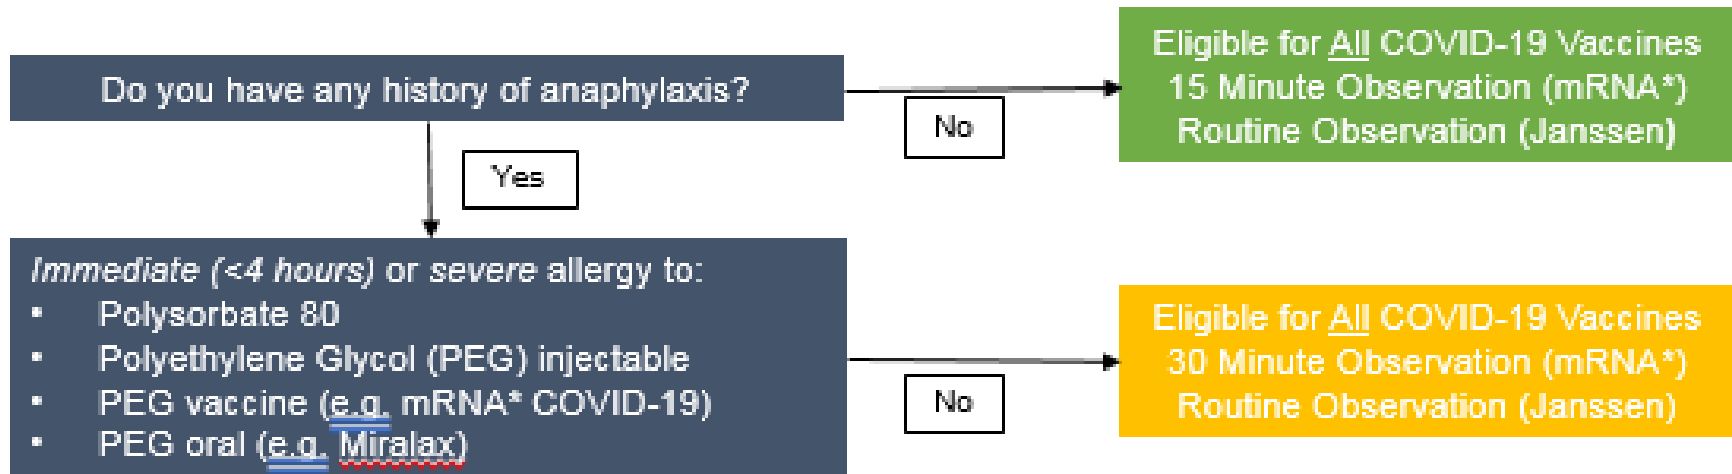 Do you have any history of anaphylaxis?
No
Eligible for All COVID-19 Vaccines
15 Minute Observation (mRNA*)
Routine Observation (Janssen)
Yes
Immediate (<4 hours) or severe allergy to:
• Polysorbate 80
• Polyethylene Glycol (PEG) injectable
• PEG vaccine (e.g. mRNA* COVID-19)
• PEG oral (e.g. Miralax)
No
Eligible for All COVID-19 Vaccines
30 Minute Observation (mRNA*)
Routine Observation (Janssen)